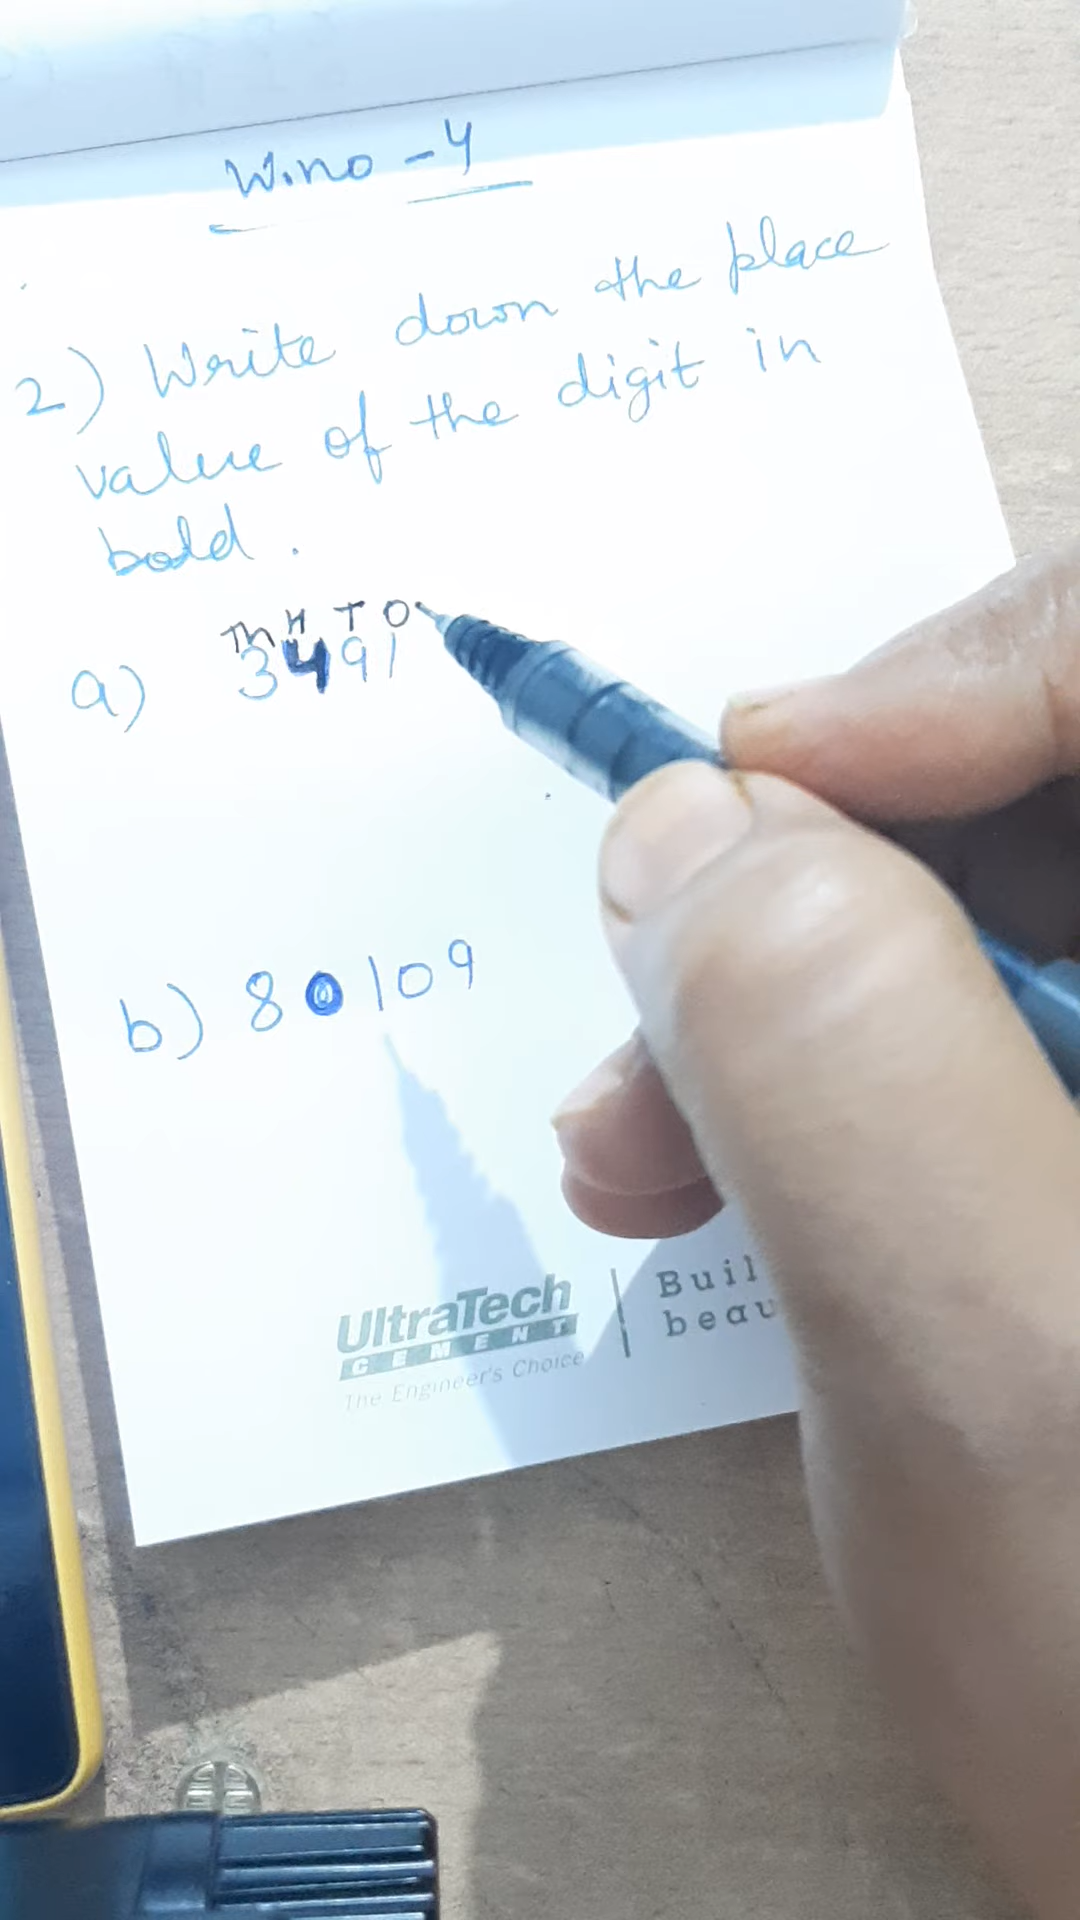 W.no - 4
2) Write down the place
value of the digit in
bold.
Th H T O
a) 3491
b) 80109
UltraTech
CEMENT
The Engineer's Choice
Buil
beau